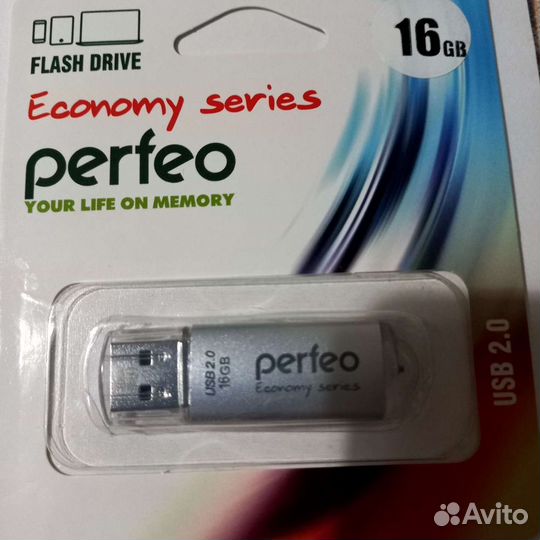 FLASH DRIVE
16GB
Economy series
perfeo
YOUR LIFE ON MEMORY
USB 2.0
16GB
perfeo
Economy series
USB 2.0
Avito